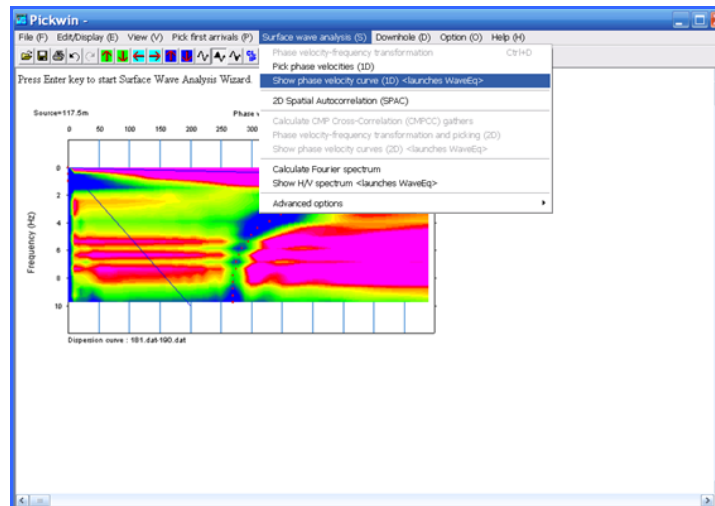 Pickwin -
File (F) Edit/Display (E) View (V) Pick first arrivals (P) Surface wave analysis (S) Downhole (D) Option (O) Help (H)
Phase velocity-frequency transformation Ctrl+D
Pick phase velocities (1D)
Show phase velocity curve (1D) <launches WaveEq>
2D Spatial Autocorrelation (SPAC)
Calculate CMP Cross-Correlation (CMPCC) gathers
Phase velocity-frequency transformation and picking (2D)
Show phase velocity curves (2D) <launches WaveEq>
Calculate Fourier spectrum
Show H/V spectrum <launches WaveEq>
Advanced options
Press Enter key to start Surface Wave Analysis Wizard.
Source=117.5m Phase v
0 50 100 150 200 250 300
0
2
4
6
8
10
Frequency (Hz)
Dispersion curve : 181.dat-190.dat